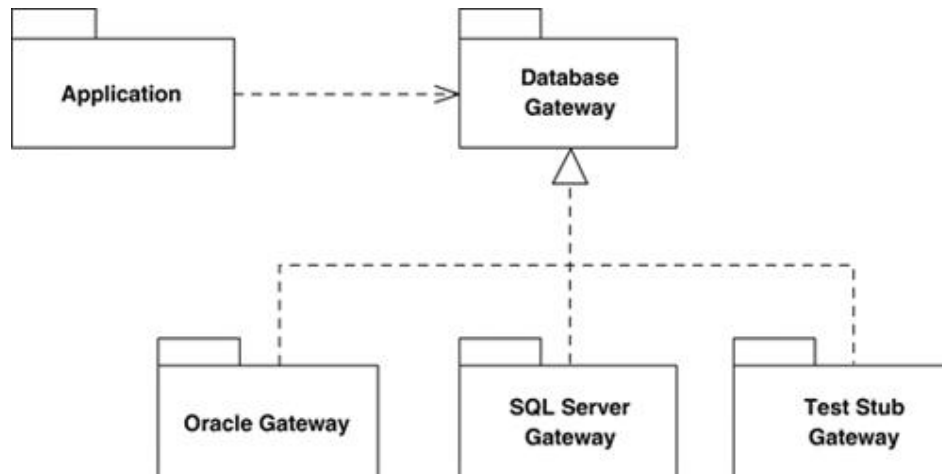 Application
Database
Gateway
Oracle Gateway
SQL Server
Gateway
Test Stub
Gateway